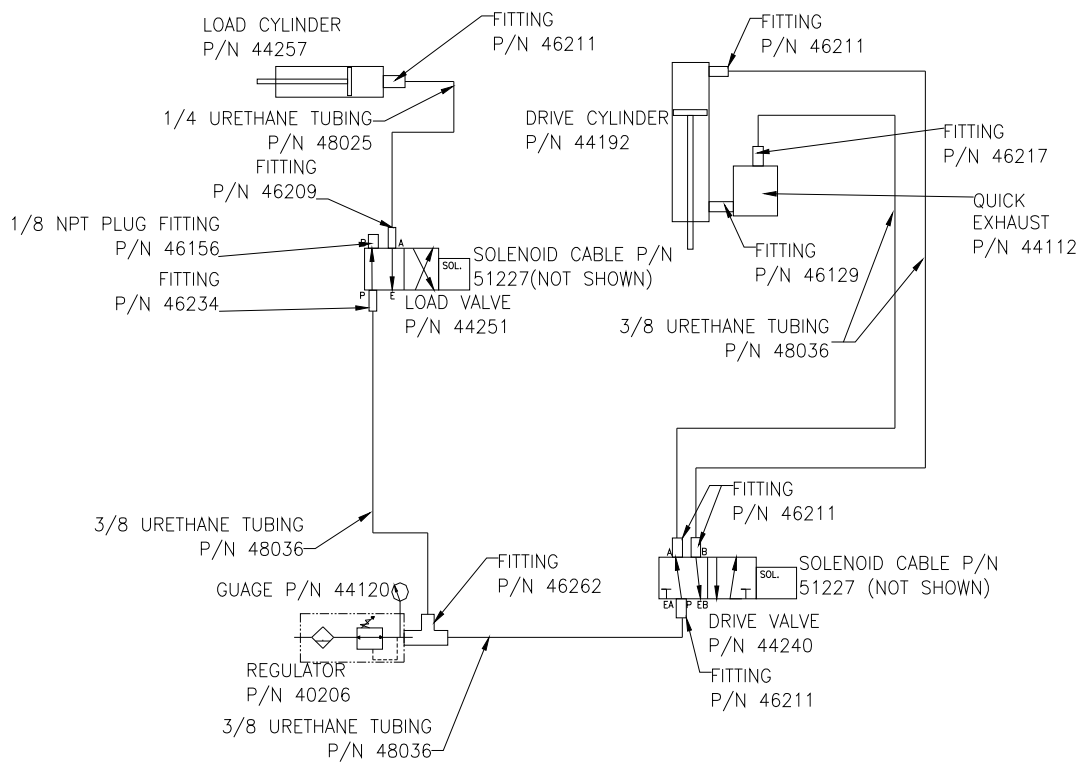 LOAD CYLINDER
P/N 44257
FITTING
P/N 46211
FITTING
P/N 46211
1/4 URETHANE TUBING
P/N 48025
DRIVE CYLINDER
P/N 44192
FITTING
P/N 46217
FITTING
P/N 46209
QUICK
EXHAUST
P/N 44112
1/8 NPT PLUG FITTING
P/N 46156
B
A
SOLENOID CABLE P/N
51227(NOT SHOWN)
SOL.
FITTING
P/N 46129
FITTING
P/N 46234
P
E
LOAD VALVE
P/N 44251
3/8 URETHANE TUBING
P/N 48036
FITTING
P/N 46211
3/8 URETHANE TUBING
P/N 48036
A
B
FITTING
P/N 46262
SOLENOID CABLE P/N
51227 (NOT SHOWN)
SOL.
GUAGE P/N 44120
EA
P
EB
DRIVE VALVE
P/N 44240
REGULATOR
P/N 40206
FITTING
P/N 46211
3/8 URETHANE TUBING
P/N 48036